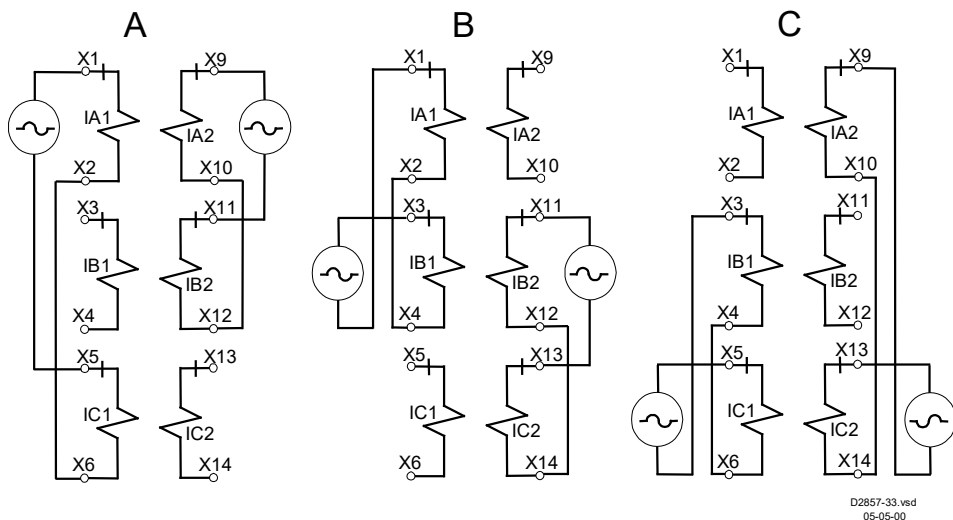 A
X1
X9
IA1
IA2
X2
X10
X3
X11
IB1
IB2
X4
X12
X5
X13
IC1
IC2
X6
X14
B
X1
X9
IA1
IA2
X2
X10
X3
X11
IB1
IB2
X4
X12
X5
X13
IC1
IC2
X6
X14
C
X1
X9
IA1
IA2
X2
X10
X3
X11
IB1
IB2
X4
X12
X5
X13
IC1
IC2
X6
X14
D2857-33.vsd
05-05-00